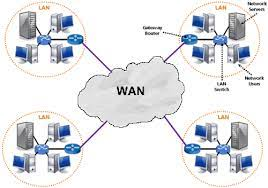 LAN
Gateway
Router
LAN
Network
Servers
WAN
LAN
Switch
Network
Users
LAN
LAN